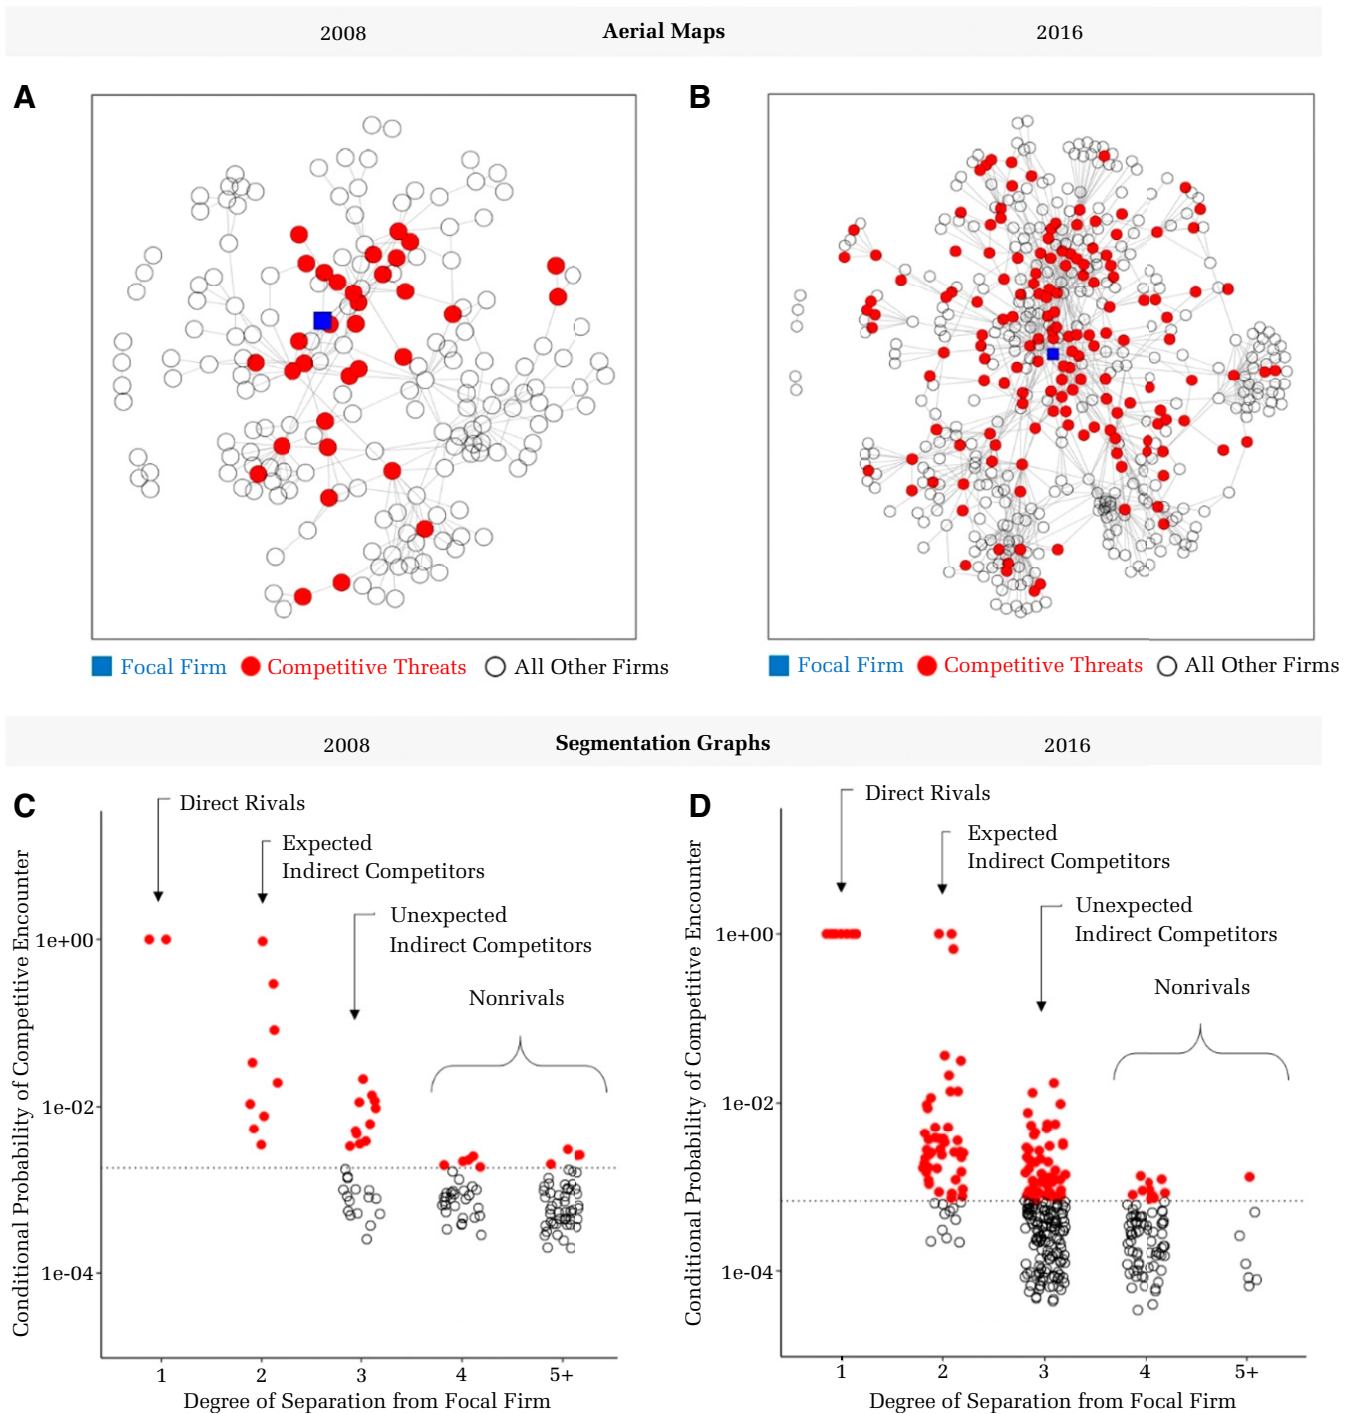 2008 Aerial Maps 2016
A
B
Focal Firm Competitive Threats All Other Firms
Focal Firm Competitive Threats All Other Firms
2008 Segmentation Graphs 2016
C
Direct Rivals
Expected
Indirect Competitors
Unexpected
Indirect Competitors
Nonrivals
Conditional Probability of Competitive Encounter
1e+00
1e-02
1e-04
1 2 3 4 5+
Degree of Separation from Focal Firm
D
Direct Rivals
Expected
Indirect Competitors
Unexpected
Indirect Competitors
Nonrivals
Conditional Probability of Competitive Encounter
1e+00
1e-02
1e-04
1 2 3 4 5+
Degree of Separation from Focal Firm